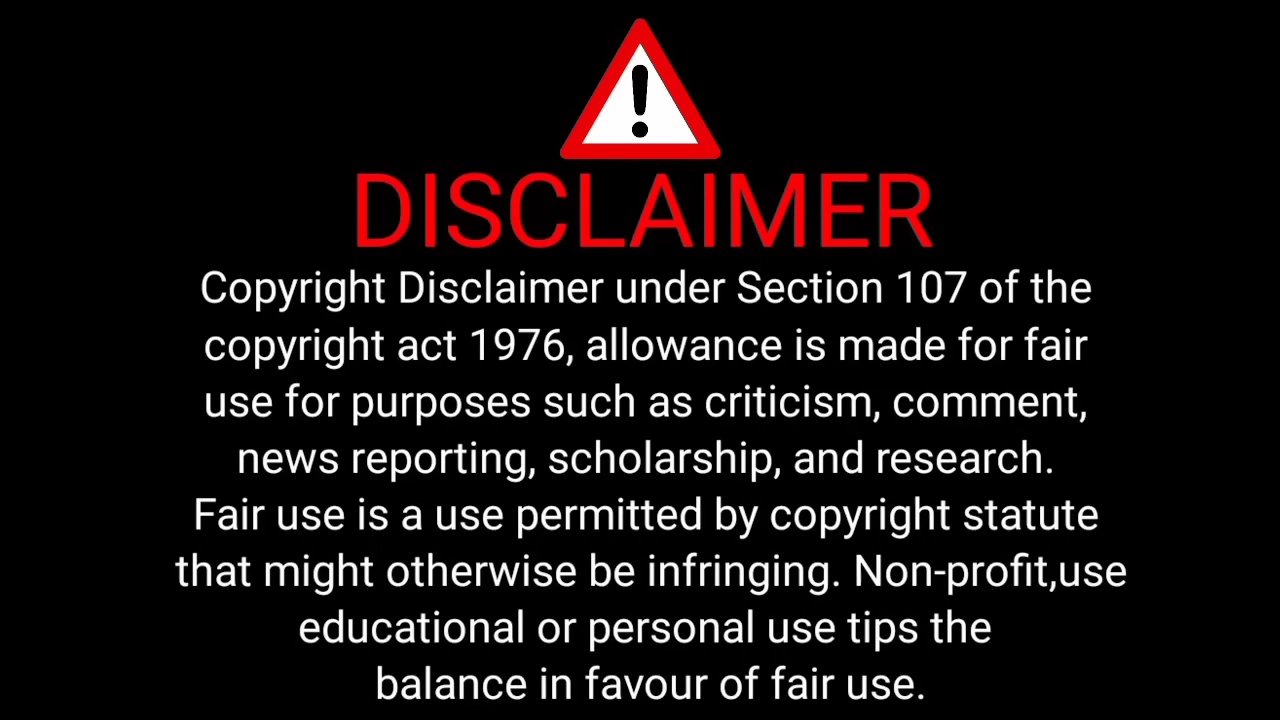 DISCLAIMER
Copyright Disclaimer under Section 107 of the
copyright act 1976, allowance is made for fair
use for purposes such as criticism, comment,
news reporting, scholarship, and research.
Fair use is a use permitted by copyright statute
that might otherwise be infringing. Non-profit,use
educational or personal use tips the
balance in favour of fair use.